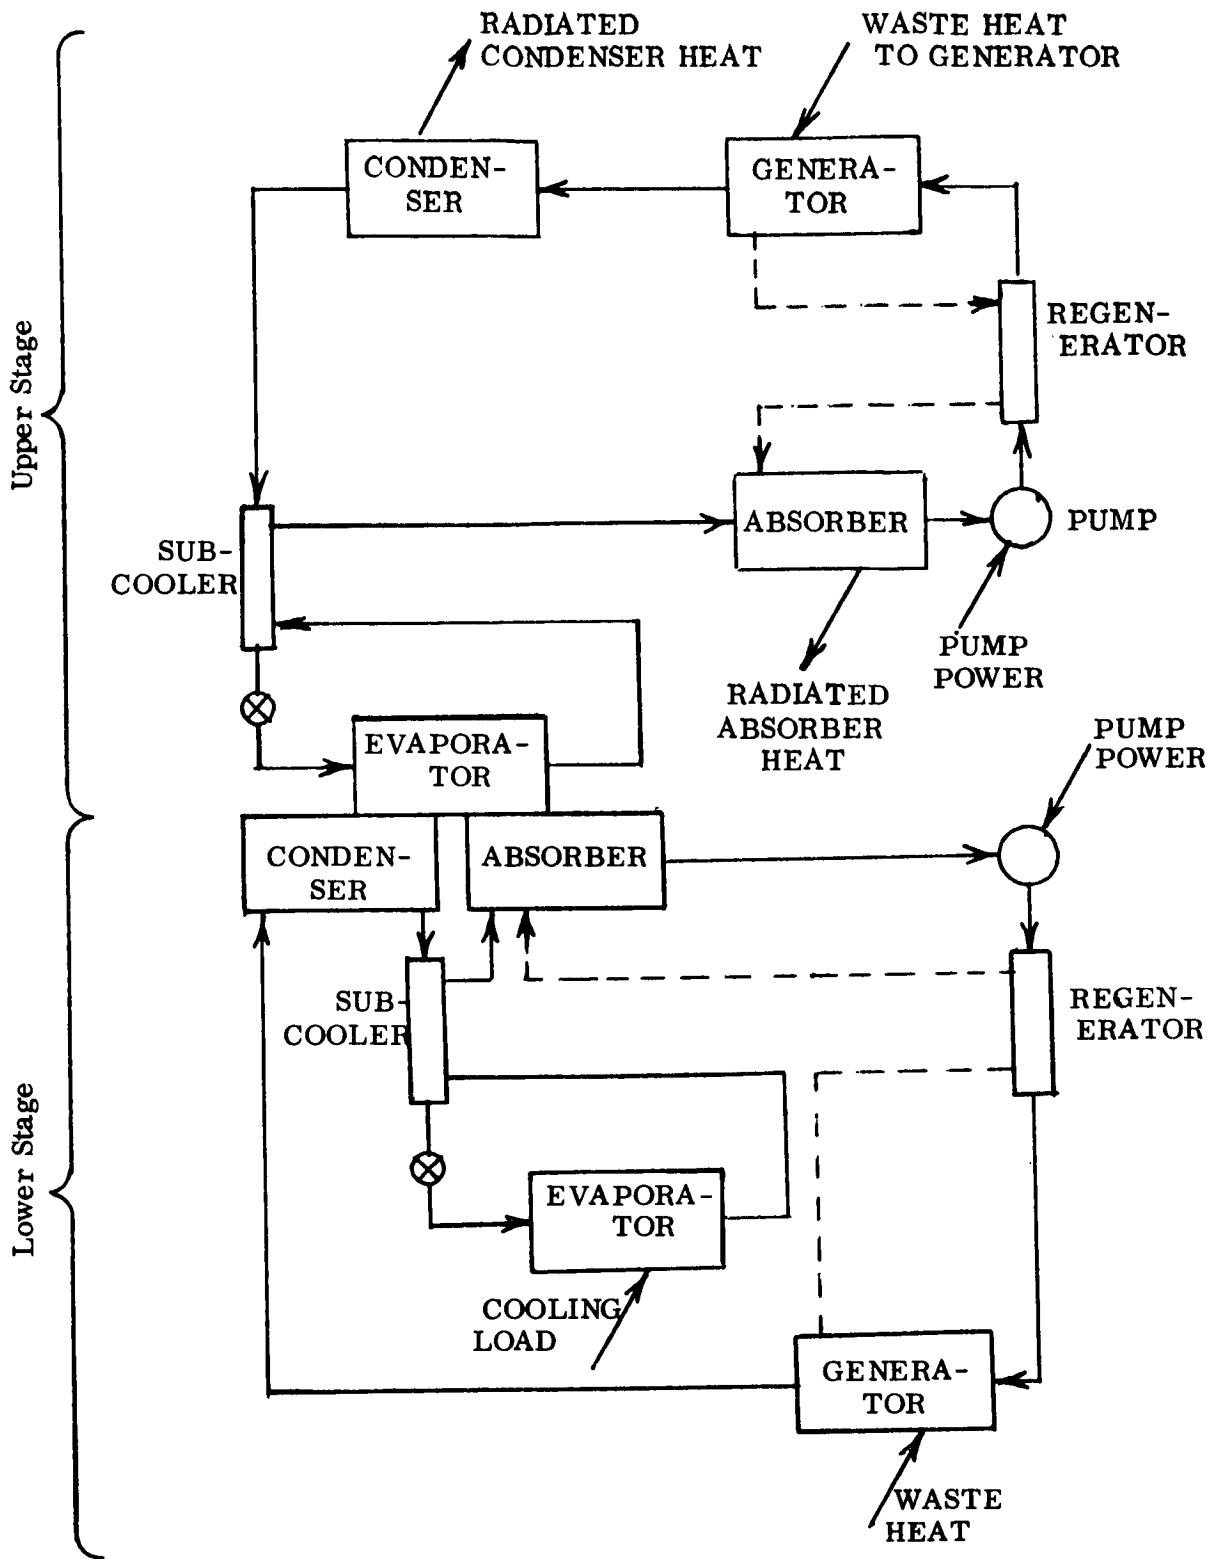 RADIATED
CONDENSER HEAT
WASTE HEAT
TO GENERATOR
CONDEN-
SER
GENERA-
TOR
REGEN-
ERATOR
Upper Stage
SUB-
COOLER
ABSORBER
PUMP
PUMP
POWER
RADIATED
ABSORBER
HEAT
EVAPORA-
TOR
PUMP
POWER
CONDEN-
SER
ABSORBER
SUB-
COOLER
REGEN-
ERATOR
Lower Stage
EVAPORA-
TOR
COOLING
LOAD
GENERA-
TOR
WASTE
HEAT